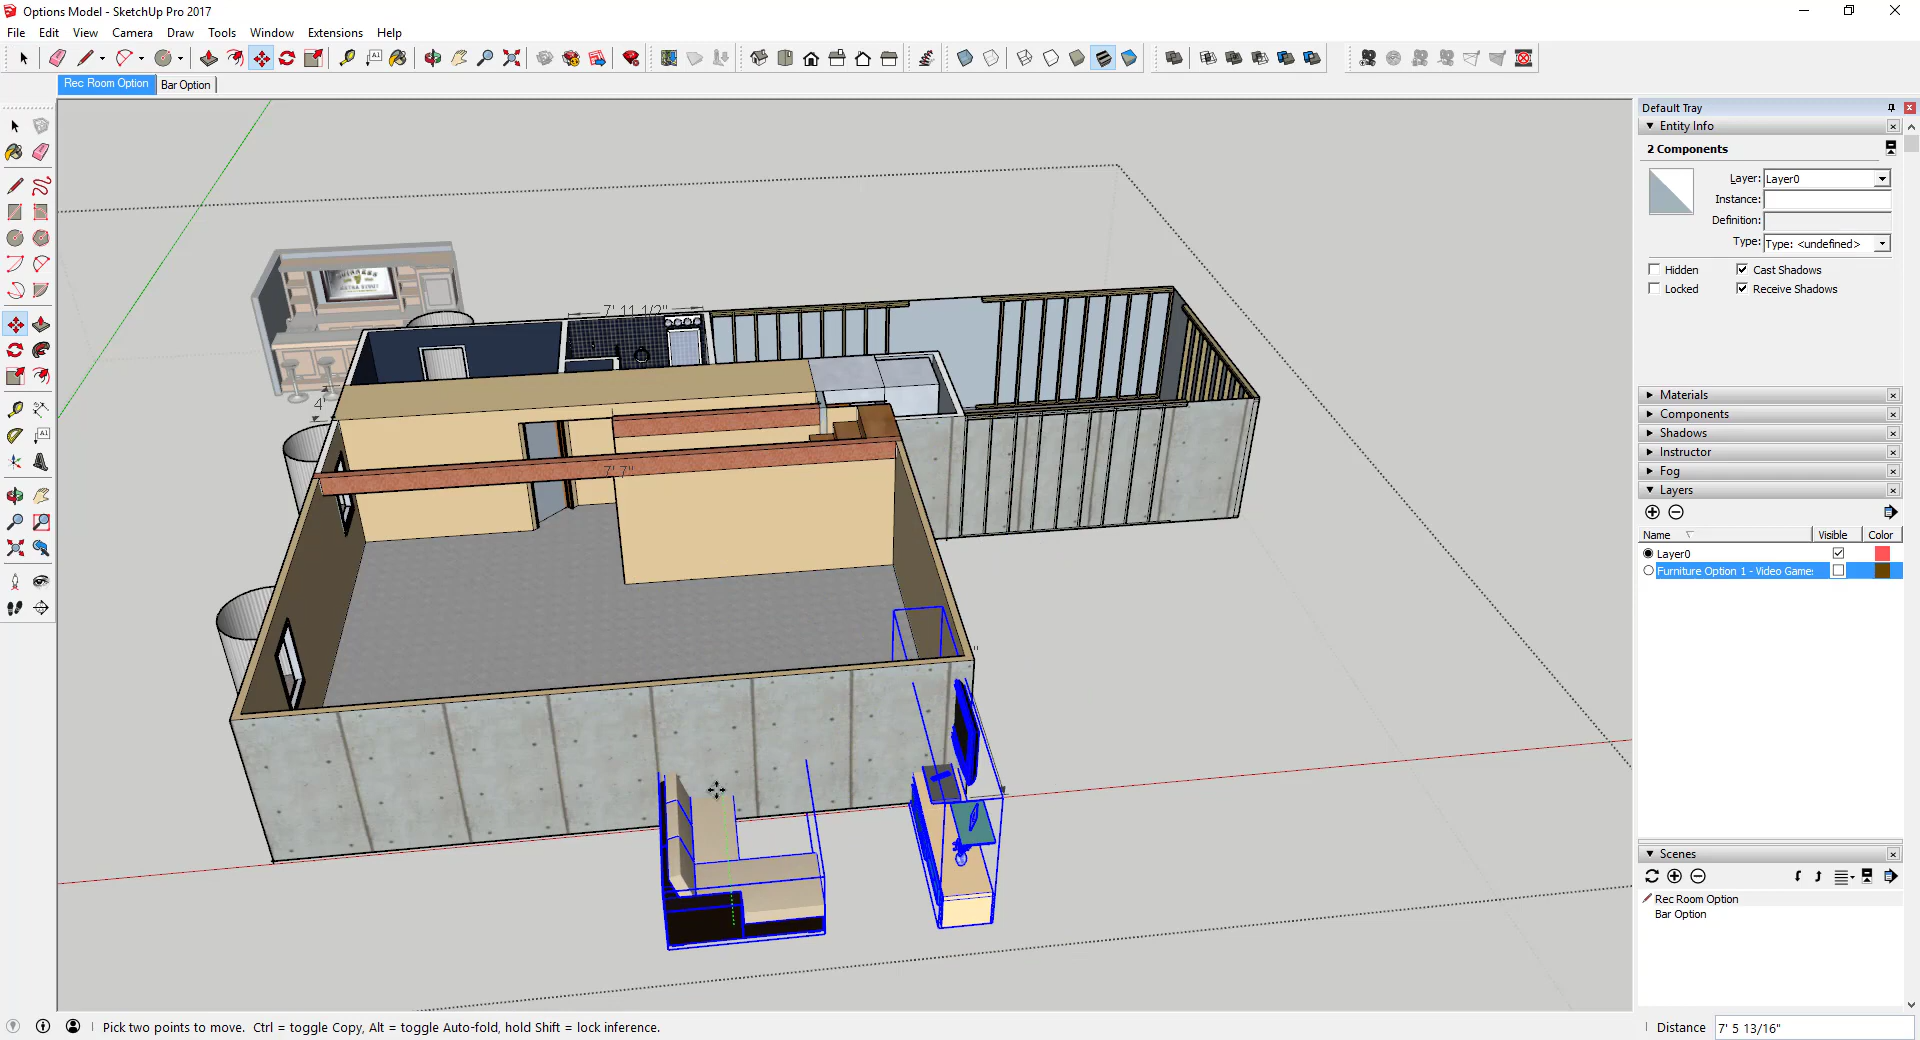 Options Model - SketchUp Pro 2017
File Edit View Camera Draw Tools Window Extensions Help
Rec Room Option
Bar Option
Default Tray
Entity Info
2 Components
Layer: Layer0
Instance:
Definition:
Type: Type: <undefined>
Hidden
Cast Shadows
Locked
Receive Shadows
Materials
Components
Shadows
Instructor
Fog
Layers
Name Visible Color
Layer0
Furniture Option 1 - Video Game
Scenes
Rec Room Option
Bar Option
GUINNESS
7' 11 1/2"
4'
7' 7"
Pick two points to move. Ctrl = toggle Copy, Alt = toggle Auto-fold, hold Shift = lock inference.
Distance 7' 5 13/16"